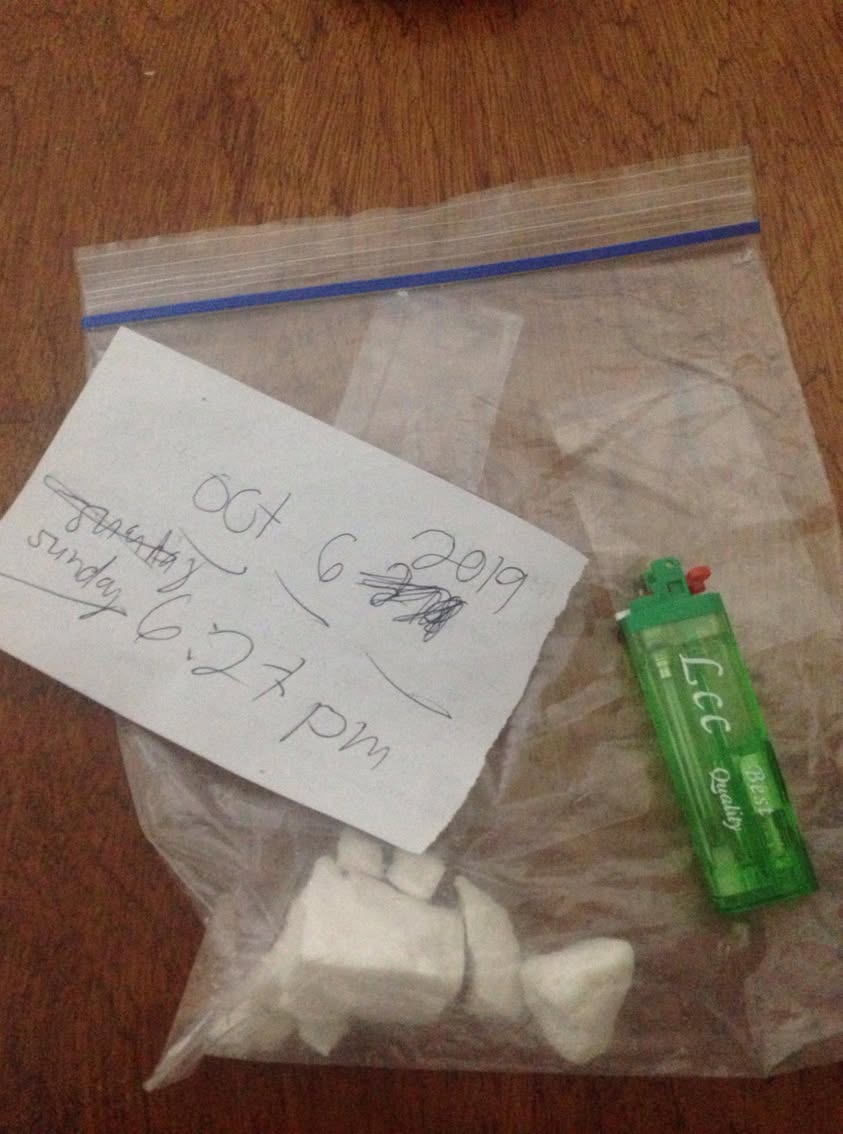 Oct 6 2019
sunday 6:27 pm
Lcc
Best
Quality